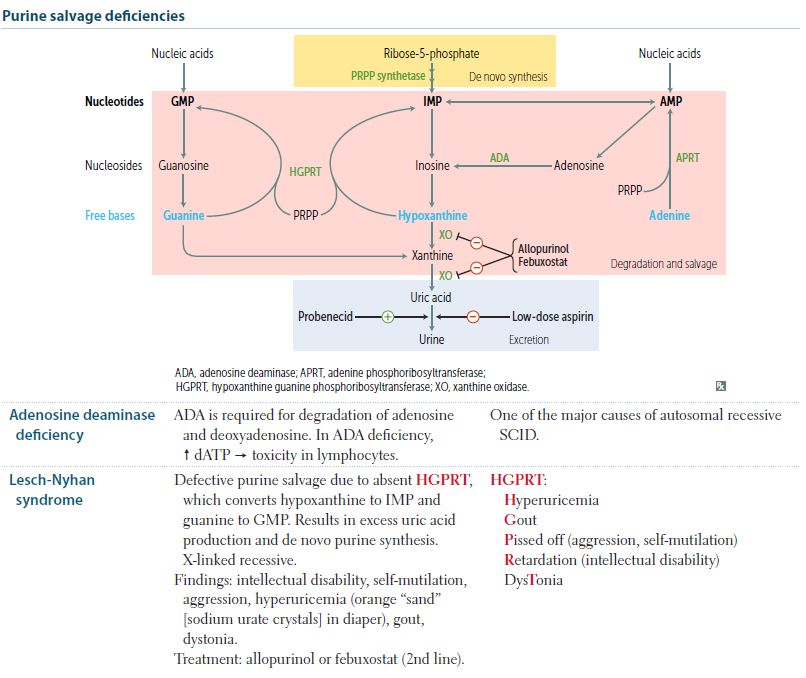 Purine salvage deficiencies
Nucleic acids
Ribose-5-phosphate
Nucleic acids
PRPP synthetase
De novo synthesis
Nucleotides
GMP
IMP
AMP
Nucleosides
Guanosine
HGPRT
Inosine
ADA
Adenosine
APRT
PRPP
Free bases
Guanine
PRPP
Hypoxanthine
Adenine
XO
−
Xanthine
Allopurinol
Febuxostat
Degradation and salvage
XO
−
Uric acid
Probenecid
+
−
Low-dose aspirin
Urine
Excretion
ADA, adenosine deaminase; APRT, adenine phosphoribosyltransferase;
HGPRT, hypoxanthine guanine phosphoribosyltransferase; XO, xanthine oxidase.
Rx
Adenosine deaminase
deficiency
ADA is required for degradation of adenosine
and deoxyadenosine. In ADA deficiency,
↑ dATP → toxicity in lymphocytes.
One of the major causes of autosomal recessive
SCID.
Lesch-Nyhan
syndrome
Defective purine salvage due to absent HGPRT,
which converts hypoxanthine to IMP and
guanine to GMP. Results in excess uric acid
production and de novo purine synthesis.
X-linked recessive.
Findings: intellectual disability, self-mutilation,
aggression, hyperuricemia (orange “sand”
[sodium urate crystals] in diaper), gout,
dystonia.
Treatment: allopurinol or febuxostat (2nd line).
HGPRT:
Hyperuricemia
Gout
Pissed off (aggression, self-mutilation)
Retardation (intellectual disability)
DysTonia